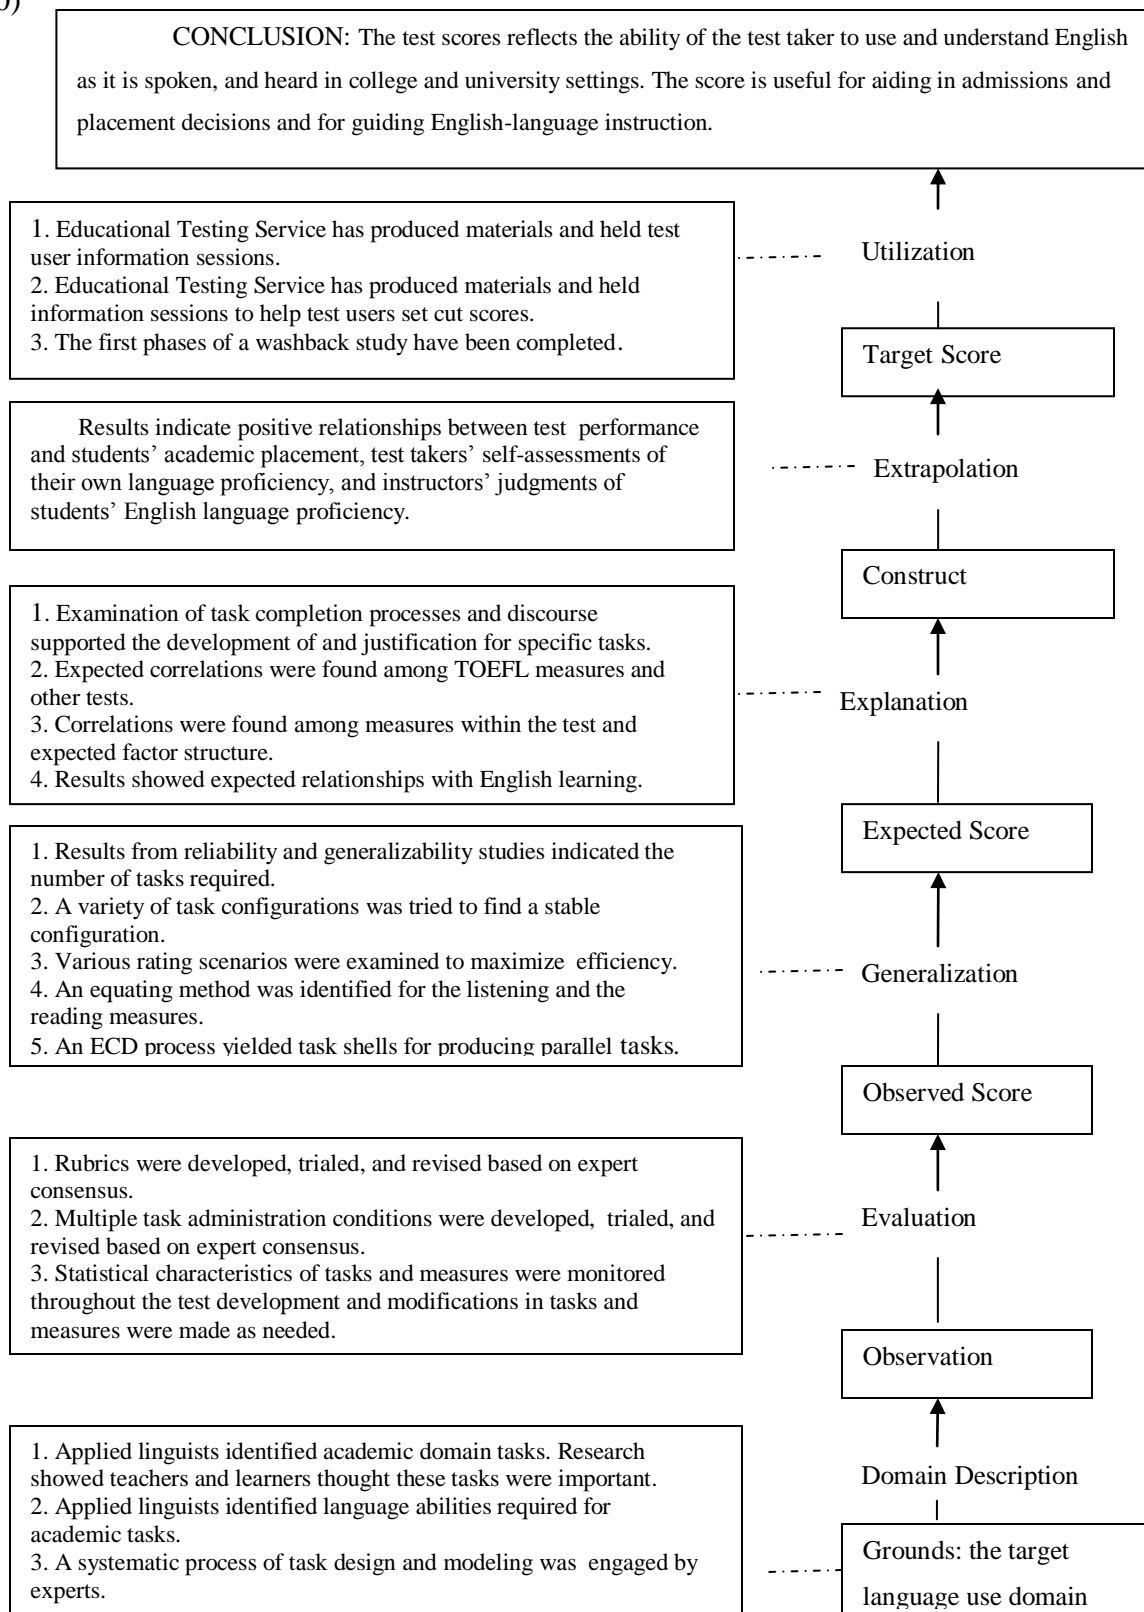 0)
CONCLUSION: The test scores reflects the ability of the test taker to use and understand English
as it is spoken, and heard in college and university settings. The score is useful for aiding in admissions and
placement decisions and for guiding English-language instruction.
1. Educational Testing Service has produced materials and held test
user information sessions.
2. Educational Testing Service has produced materials and held
information sessions to help test users set cut scores.
3. The first phases of a washback study have been completed.
Utilization
Target Score
Results indicate positive relationships between test performance
and students’ academic placement, test takers’ self-assessments of
their own language proficiency, and instructors’ judgments of
students’ English language proficiency.
Extrapolation
Construct
1. Examination of task completion processes and discourse
supported the development of and justification for specific tasks.
2. Expected correlations were found among TOEFL measures and
other tests.
3. Correlations were found among measures within the test and
expected factor structure.
4. Results showed expected relationships with English learning.
Explanation
Expected Score
1. Results from reliability and generalizability studies indicated the
number of tasks required.
2. A variety of task configurations was tried to find a stable
configuration.
3. Various rating scenarios were examined to maximize efficiency.
4. An equating method was identified for the listening and the
reading measures.
5. An ECD process yielded task shells for producing parallel tasks.
Generalization
Observed Score
1. Rubrics were developed, trialed, and revised based on expert
consensus.
2. Multiple task administration conditions were developed, trialed, and
revised based on expert consensus.
3. Statistical characteristics of tasks and measures were monitored
throughout the test development and modifications in tasks and
measures were made as needed.
Evaluation
Observation
1. Applied linguists identified academic domain tasks. Research
showed teachers and learners thought these tasks were important.
2. Applied linguists identified language abilities required for
academic tasks.
3. A systematic process of task design and modeling was engaged by
experts.
Domain Description
Grounds: the target
language use domain